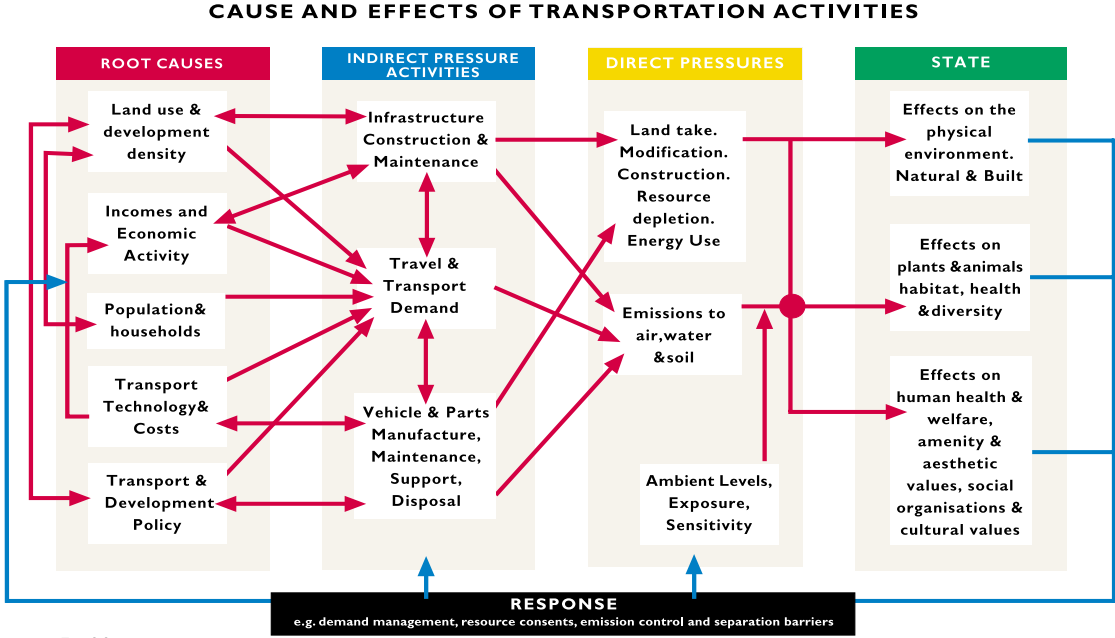 CAUSE AND EFFECTS OF TRANSPORTATION ACTIVITIES
ROOT CAUSES
Land use &
development
density
Incomes and
Economic
Activity
Population&
households
Transport
Technology&
Costs
Transport &
Development
Policy
INDIRECT PRESSURE
ACTIVITIES
Infrastructure
Construction &
Maintenance
Travel &
Transport
Demand
Vehicle & Parts
Manufacture,
Maintenance,
Support,
Disposal
DIRECT PRESSURES
Land take.
Modification.
Construction.
Resource
depletion.
Energy Use
Emissions to
air,water
&soil
Ambient Levels,
Exposure,
Sensitivity
STATE
Effects on the
physical
environment.
Natural & Built
Effects on
plants &animals
habitat, health
&diversity
Effects on
human health &
welfare,
amenity &
aesthetic
values, social
organisations &
cultural values
RESPONSE
e.g. demand management, resource consents, emission control and separation barriers